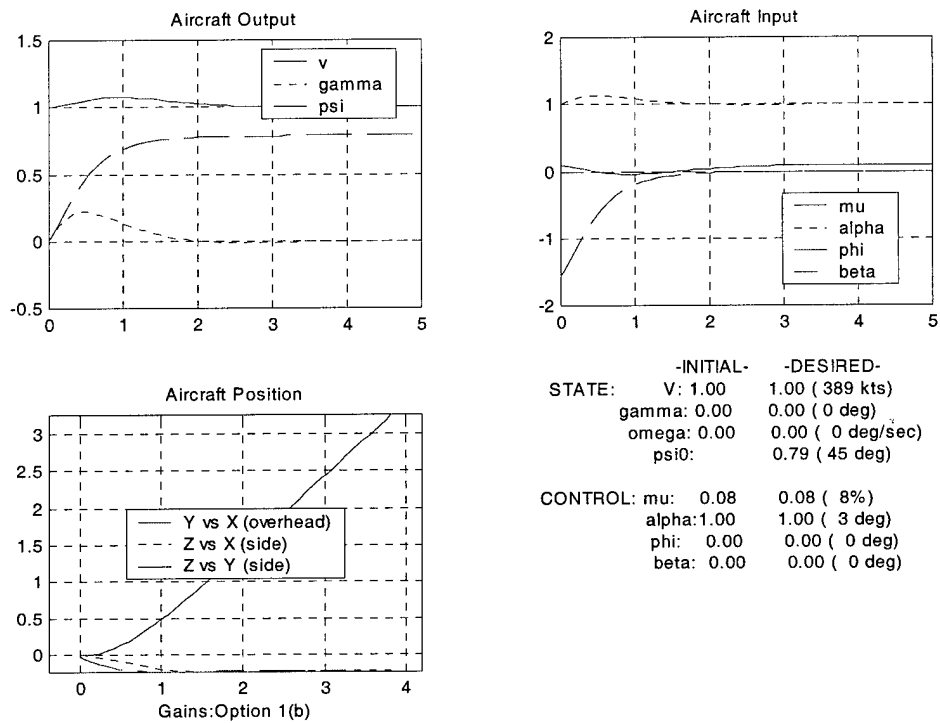 Aircraft Output
1.5
1
0.5
0
-0.5
0 1 2 3 4 5
v
gamma
psi
Aircraft Input
2
1
0
-1
-2
0 1 2 3 4 5
mu
alpha
phi
beta
Aircraft Position
3
2.5
2
1.5
1
0.5
0
0 1 2 3 4
Y vs X (overhead)
Z vs X (side)
Z vs Y (side)
Gains:Option 1(b)
-INITIAL- -DESIRED-
STATE: V: 1.00 1.00 ( 389 kts)
gamma: 0.00 0.00 ( 0 deg)
omega: 0.00 0.00 ( 0 deg/sec)
psi0: 0.79 ( 45 deg)
CONTROL: mu: 0.08 0.08 ( 8%)
alpha:1.00 1.00 ( 3 deg)
phi: 0.00 0.00 ( 0 deg)
beta: 0.00 0.00 ( 0 deg)